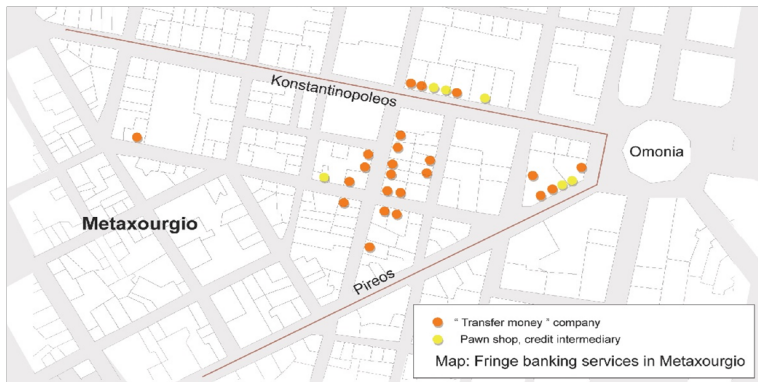 Konstantinopoleos
Omonia
Metaxourgio
Pireos
“ Transfer money ” company
Pawn shop, credit intermediary
Map: Fringe banking services in Metaxourgio